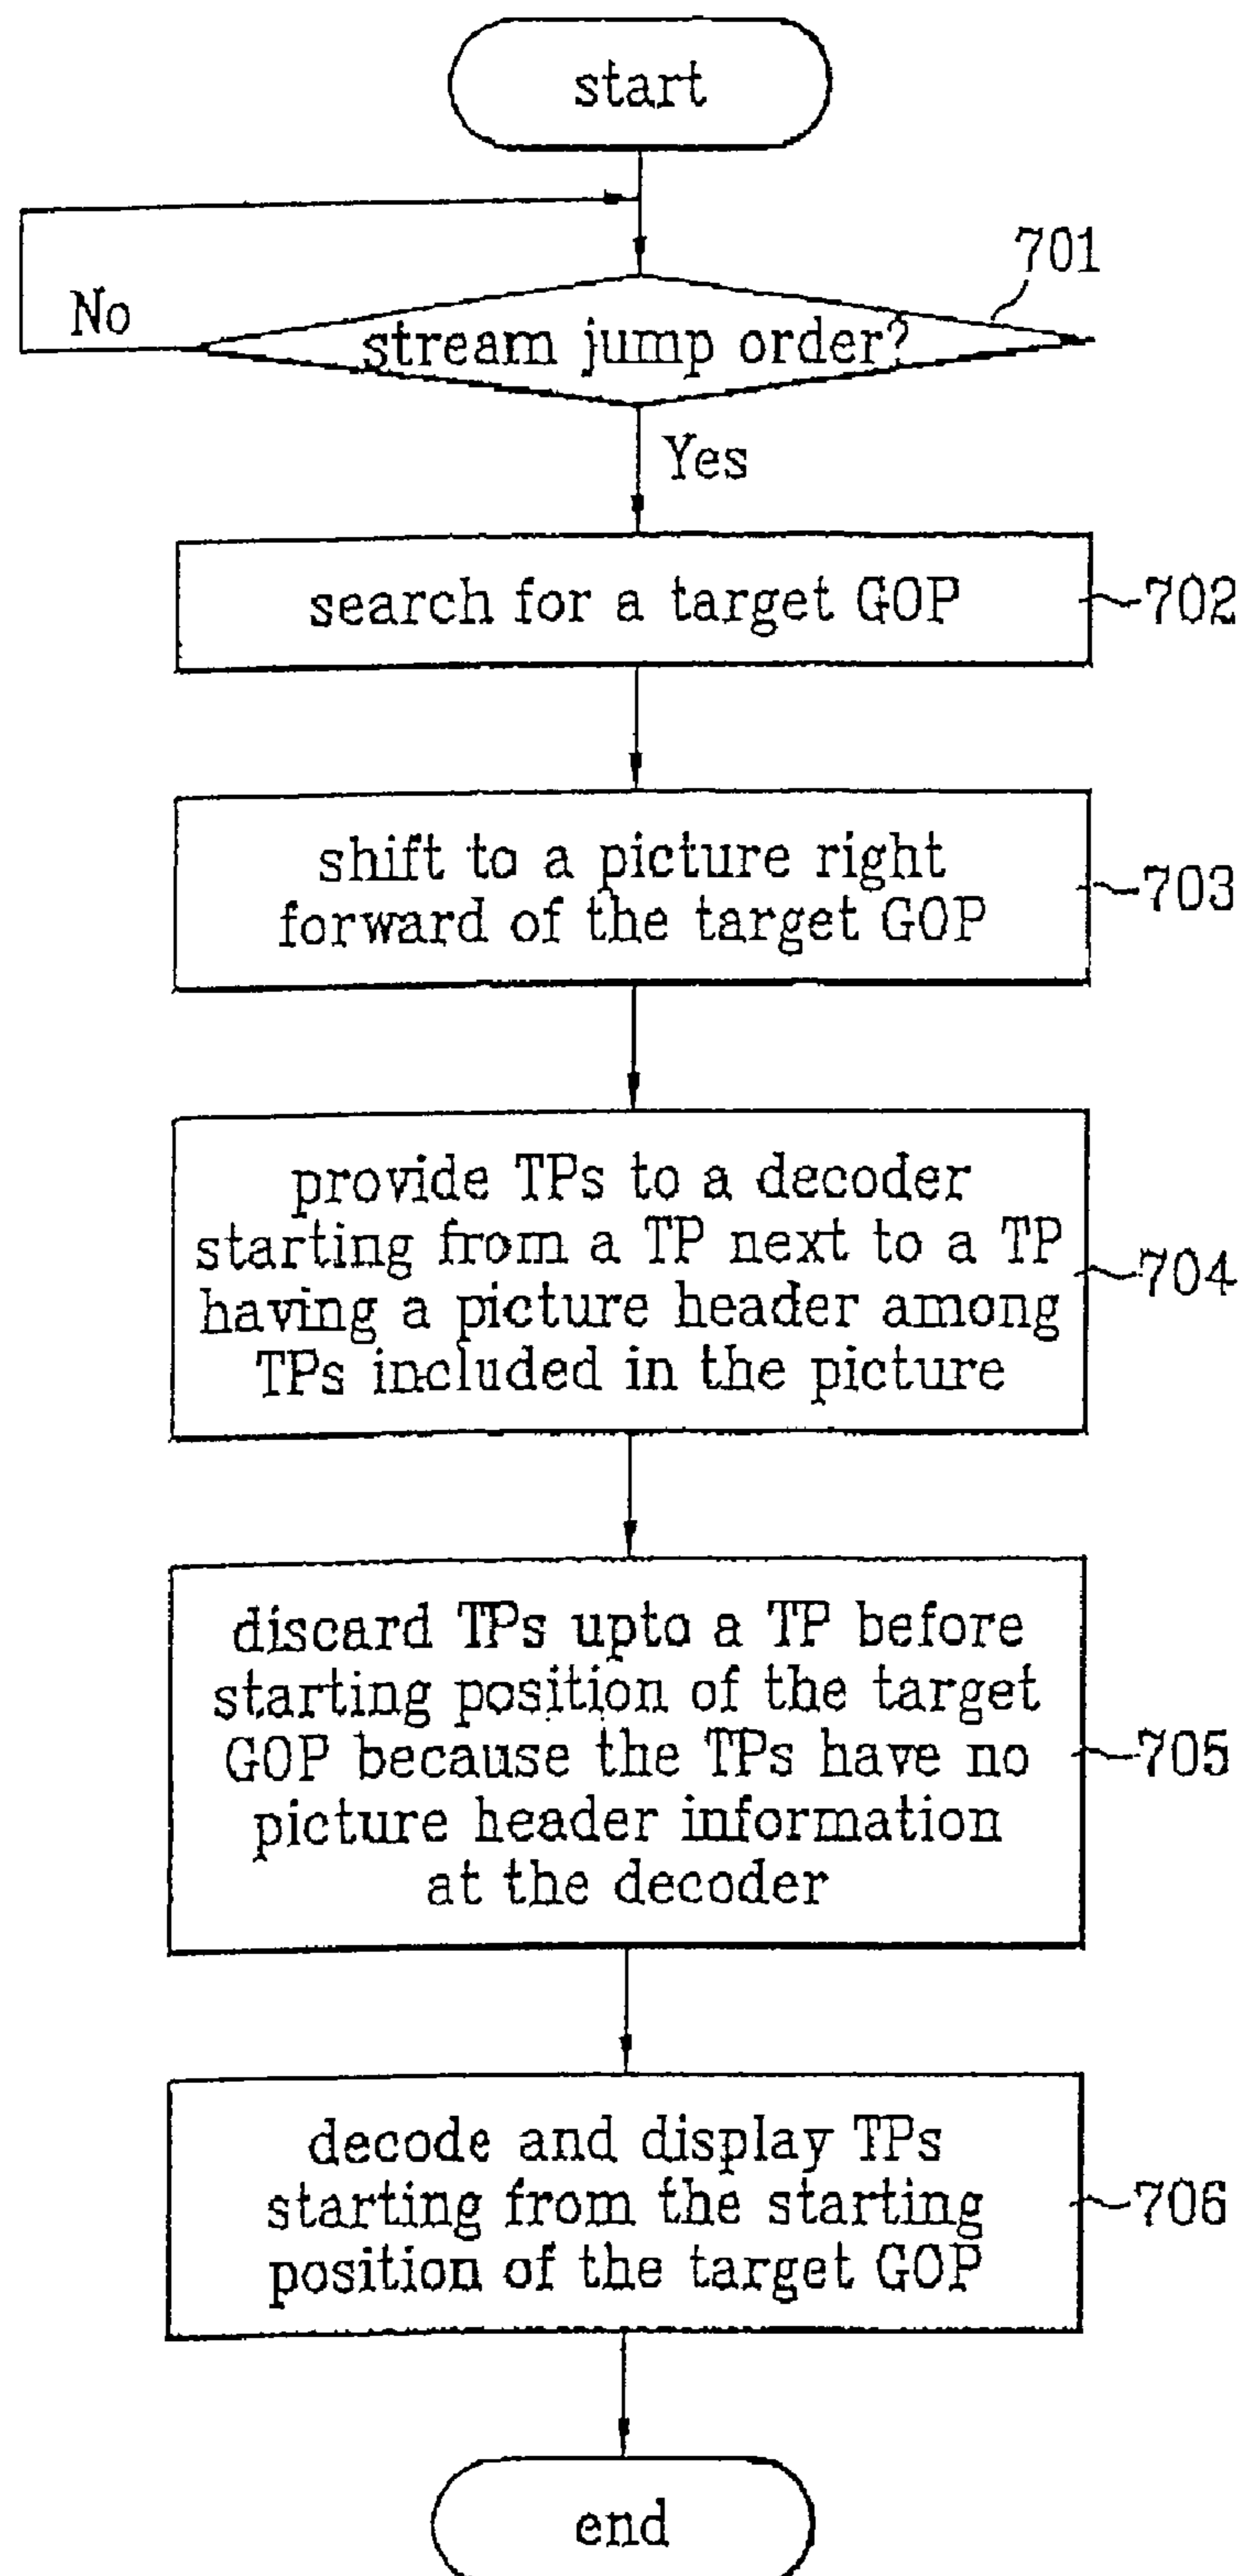 start
701
No
stream jump order?
Yes
search for a target GOP
702
shift to a picture right
forward of the target GOP
703
provide TPs to a decoder
starting from a TP next to a TP
having a picture header among
TPs included in the picture
704
discard TPs upto a TP before
starting position of the target
GOP because the TPs have no
picture header information
at the decoder
705
decode and display TPs
starting from the starting
position of the target GOP
706
end